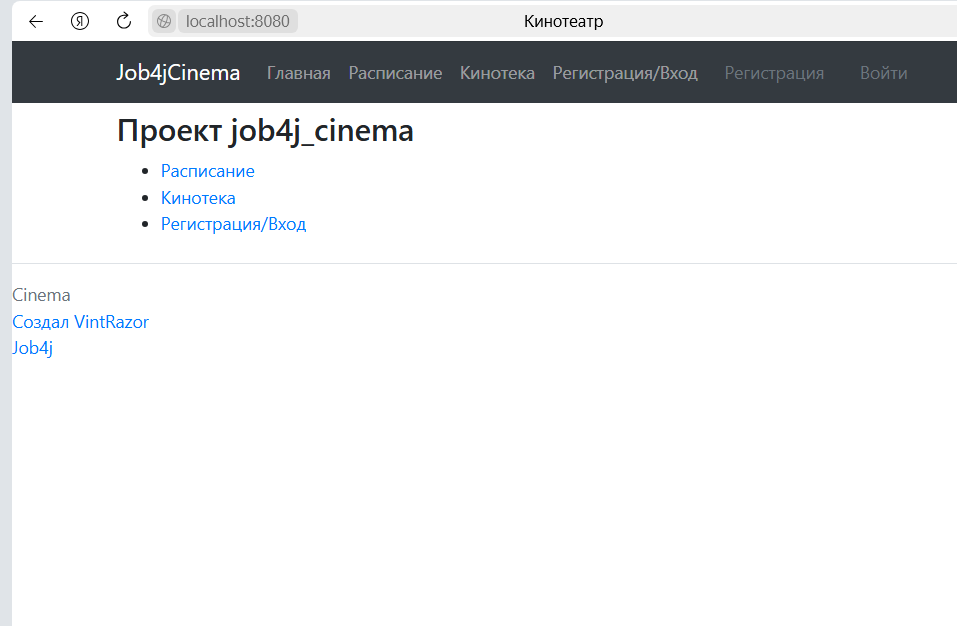 localhost:8080 Кинотеатр
Job4jCinema Главная Расписание Кинотека Регистрация/Вход Регистрация Войти
Проект job4j_cinema
Расписание
Кинотека
Регистрация/Вход
Cinema
Создал VintRazor
Job4j